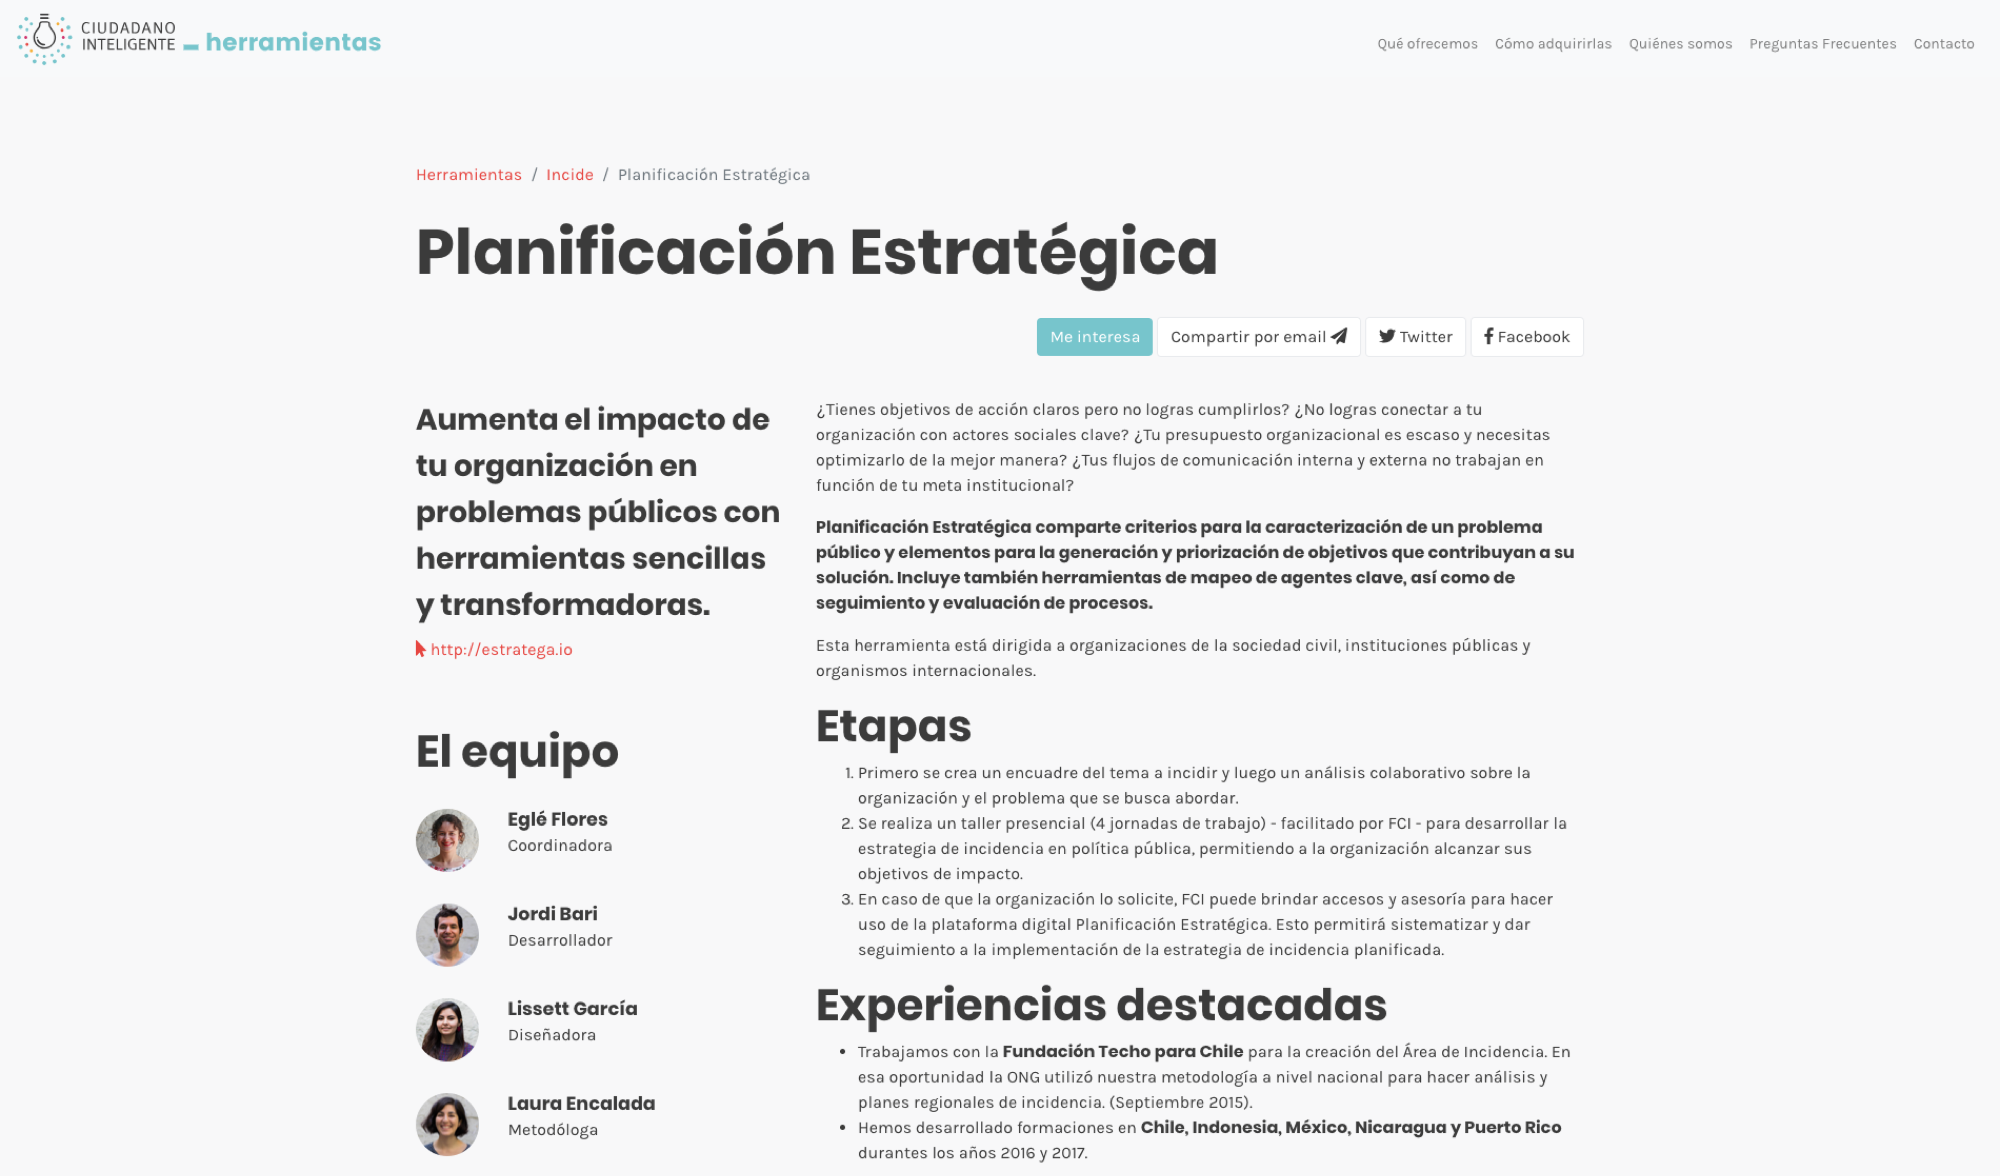 CIUDADANO
INTELIGENTE
herramientas
Qué ofrecemos
Cómo adquirirlas
Quiénes somos
Preguntas Frecuentes
Contacto
Herramientas / Incide / Planificación Estratégica
Planificación Estratégica
Me interesa
Compartir por email
Twitter
Facebook
Aumenta el impacto de
tu organización en
problemas públicos con
herramientas sencillas
y transformadoras.
http://estratega.io
El equipo
Eglé Flores
Coordinadora
Jordi Bari
Desarrollador
Lissett García
Diseñadora
Laura Encalada
Metodóloga
¿Tienes objetivos de acción claros pero no logras cumplirlos? ¿No logras conectar a tu
organización con actores sociales clave? ¿Tu presupuesto organizacional es escaso y necesitas
optimizarlo de la mejor manera? ¿Tus flujos de comunicación interna y externa no trabajan en
función de tu meta institucional?
Planificación Estratégica comparte criterios para la caracterización de un problema
público y elementos para la generación y priorización de objetivos que contribuyan a su
solución. Incluye también herramientas de mapeo de agentes clave, así como de
seguimiento y evaluación de procesos.
Esta herramienta está dirigida a organizaciones de la sociedad civil, instituciones públicas y
organismos internacionales.
Etapas
1. Primero se crea un encuadre del tema a incidir y luego un análisis colaborativo sobre la
organización y el problema que se busca abordar.
2. Se realiza un taller presencial (4 jornadas de trabajo) - facilitado por FCI - para desarrollar la
estrategia de incidencia en política pública, permitiendo a la organización alcanzar sus
objetivos de impacto.
3. En caso de que la organización lo solicite, FCI puede brindar accesos y asesoría para hacer
uso de la plataforma digital Planificación Estratégica. Esto permitirá sistematizar y dar
seguimiento a la implementación de la estrategia de incidencia planificada.
Experiencias destacadas
• Trabajamos con la Fundación Techo para Chile para la creación del Área de Incidencia. En
esa oportunidad la ONG utilizó nuestra metodología a nivel nacional para hacer análisis y
planes regionales de incidencia. (Septiembre 2015).
• Hemos desarrollado formaciones en Chile, Indonesia, México, Nicaragua y Puerto Rico
durantes los años 2016 y 2017.